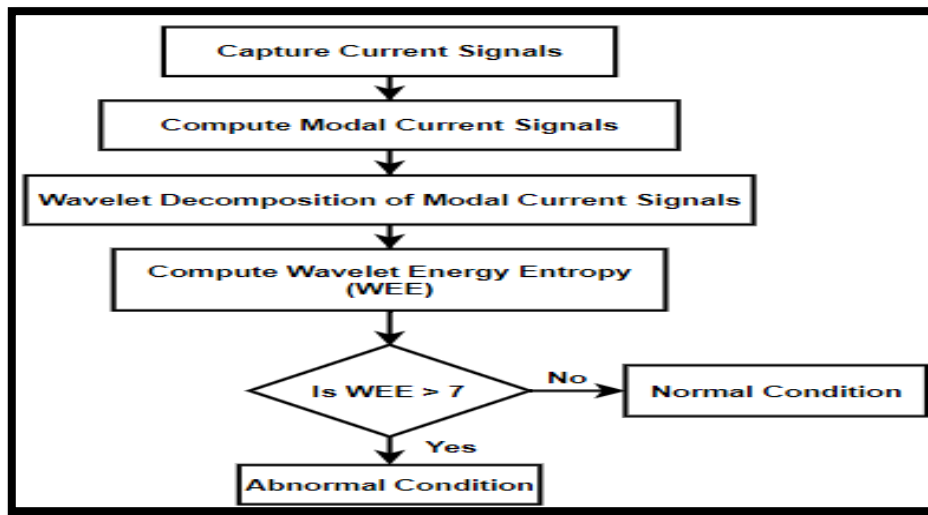 Capture Current Signals
Compute Modal Current Signals
Wavelet Decomposition of Modal Current Signals
Compute Wavelet Energy Entropy
(WEE)
Is WEE > 7
No
Normal Condition
Yes
Abnormal Condition